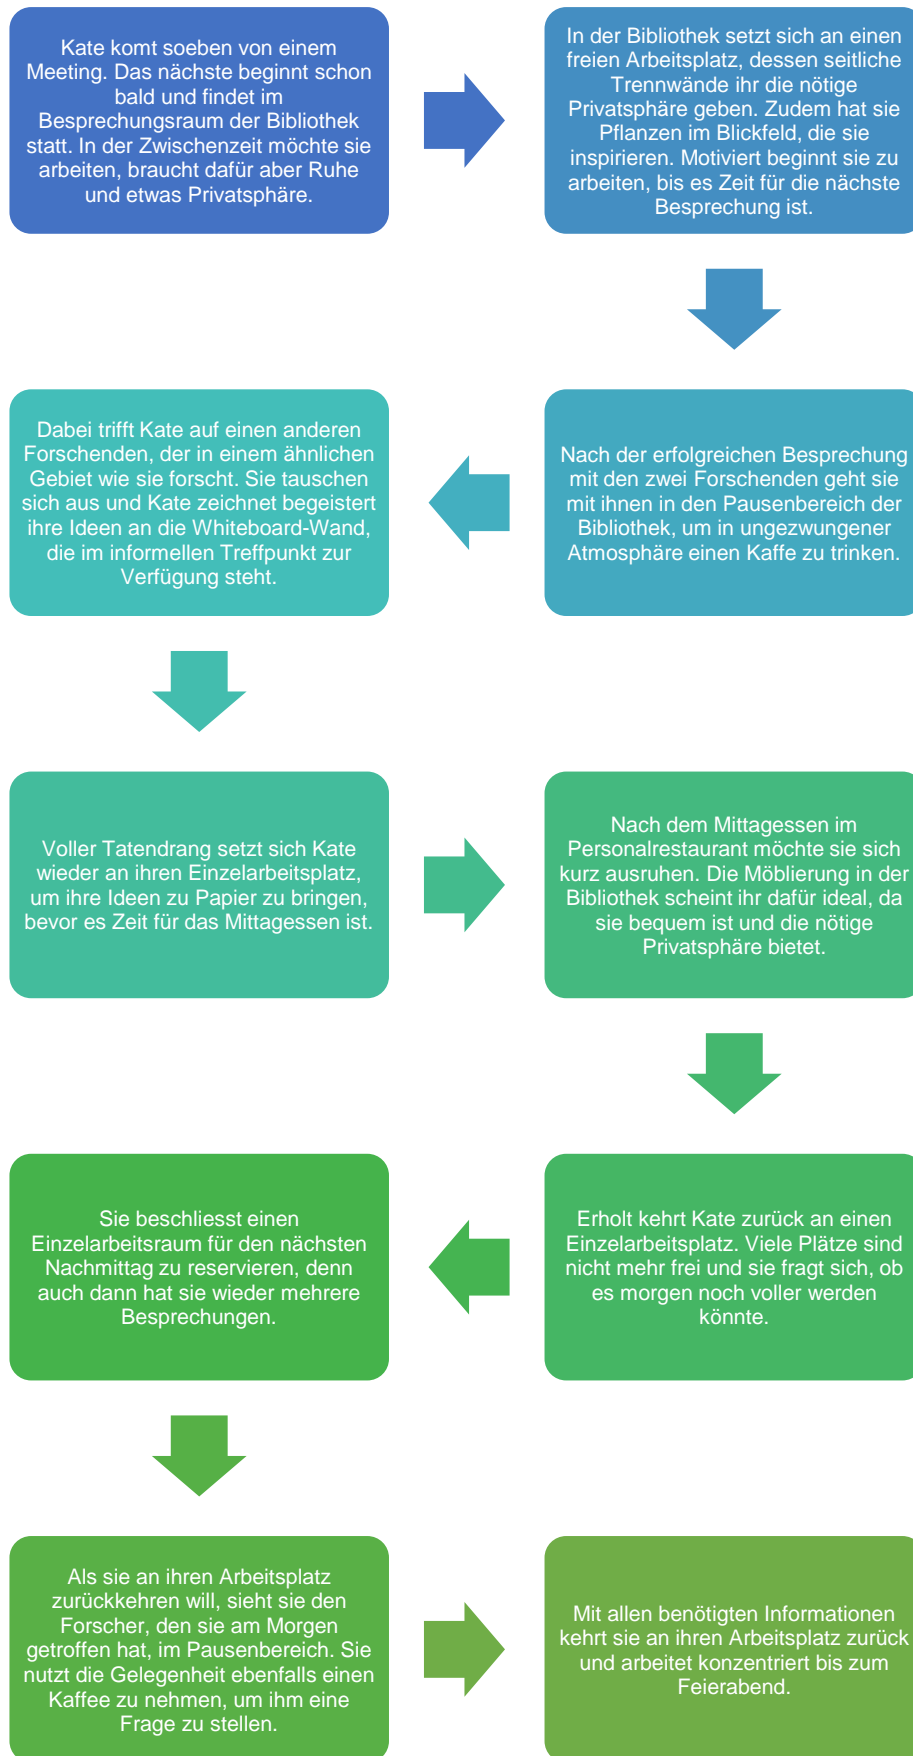 Kate komt soeben von einem
Meeting. Das nächste beginnt schon
bald und findet im
Besprechungsraum der Bibliothek
statt. In der Zwischenzeit möchte sie
arbeiten, braucht dafür aber Ruhe
und etwas Privatsphäre.
In der Bibliothek setzt sich an einen
freien Arbeitsplatz, dessen seitliche
Trennwände ihr die nötige
Privatsphäre geben. Zudem hat sie
Pflanzen im Blickfeld, die sie
inspirieren. Motiviert beginnt sie zu
arbeiten, bis es Zeit für die nächste
Besprechung ist.
Nach der erfolgreichen Besprechung
mit den zwei Forschenden geht sie
mit ihnen in den Pausenbereich der
Bibliothek, um in ungezwungener
Atmosphäre einen Kaffe zu trinken.
Dabei trifft Kate auf einen anderen
Forschenden, der in einem ähnlichen
Gebiet wie sie forscht. Sie tauschen
sich aus und Kate zeichnet begeistert
ihre Ideen an die Whiteboard-Wand,
die im informellen Treffpunkt zur
Verfügung steht.
Voller Tatendrang setzt sich Kate
wieder an ihren Einzelarbeitsplatz,
um ihre Ideen zu Papier zu bringen,
bevor es Zeit für das Mittagessen ist.
Nach dem Mittagessen im
Personalrestaurant möchte sie sich
kurz ausruhen. Die Möblierung in der
Bibliothek scheint ihr dafür ideal, da
sie bequem ist und die nötige
Privatsphäre bietet.
Erholt kehrt Kate zurück an einen
Einzelarbeitsplatz. Viele Plätze sind
nicht mehr frei und sie fragt sich, ob
es morgen noch voller werden
könnte.
Sie beschliesst einen
Einzelarbeitsraum für den nächsten
Nachmittag zu reservieren, denn
auch dann hat sie wieder mehrere
Besprechungen.
Als sie an ihren Arbeitsplatz
zurückkehren will, sieht sie den
Forscher, den sie am Morgen
getroffen hat, im Pausenbereich. Sie
nutzt die Gelegenheit ebenfalls einen
Kaffee zu nehmen, um ihm eine
Frage zu stellen.
Mit allen benötigten Informationen
kehrt sie an ihren Arbeitsplatz zurück
und arbeitet konzentriert bis zum
Feierabend.